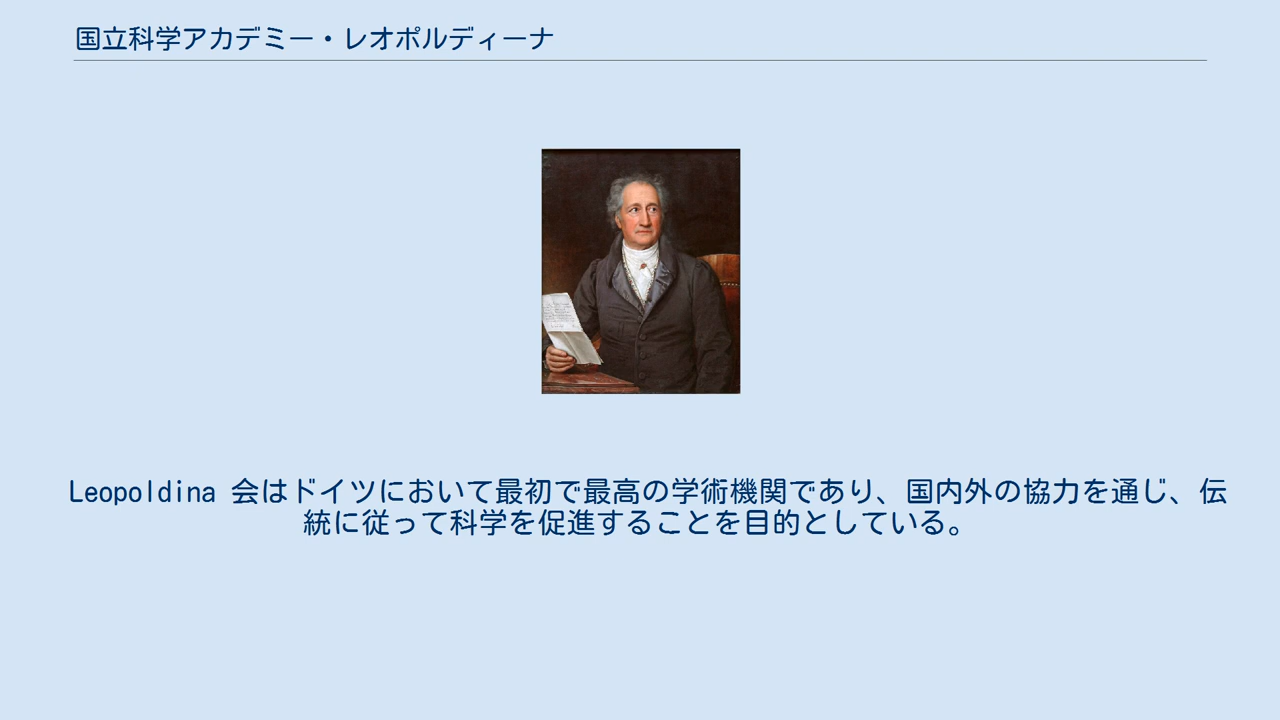 国立科学アカデミー・レオポルディーナ
Leopoldina 会はドイツにおいて最初で最高の学術機関であり、国内外の協力を通じ、伝
統に従って科学を促進することを目的としている。